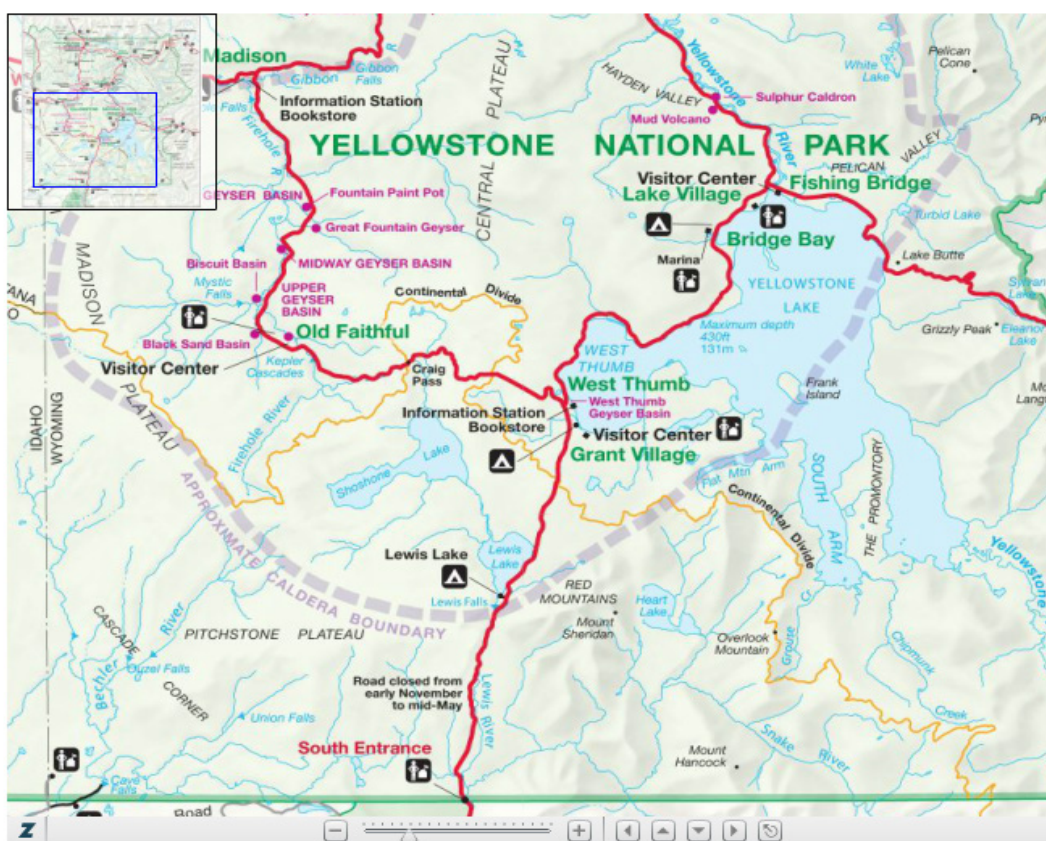 Madison
Gibbon
Falls
Gibbon
R
Firehole R
Information Station
Bookstore
CENTRAL PLATEAU
Yellowstone
River
HAYDEN VALLEY
Sulphur Caldron
Mud Volcano
White
Lake
Pelican
Cone
YELLOWSTONE NATIONAL PARK
PELICAN VALLEY
Visitor Center
Fishing Bridge
Lake Village
Bridge Bay
Marina
Turbid Lake
Lake Butte
GEYSER BASIN
Fountain Paint Pot
Great Fountain Geyser
Biscuit Basin
MIDWAY GEYSER BASIN
Mystic
Falls
UPPER
GEYSER
BASIN
Continental Divide
Old Faithful
Black Sand Basin
Visitor Center
Kepler
Cascades
Craig
Pass
MADISON PLATEAU
IDAHO
WYOMING
YELLOWSTONE
LAKE
Maximum depth
430ft
131m
Grizzly Peak
Eleanor
Lake
WEST
THUMB
West Thumb
West Thumb
Geyser Basin
Information Station
Bookstore
Visitor Center
Grant Village
Frank
Island
Firehole River
Shoshone Lake
Flat Mtn Arm
Continental Divide
SOUTH ARM
THE PROMONTORY
APPROXIMATE CALDERA BOUNDARY
Lewis Lake
Lewis
Lake
Lewis Falls
RED
MOUNTAINS
Mount
Sheridan
Heart
Lake
Overlook
Mountain
Grouse Cr
Chipmunk Creek
Yellowstone
CASCADE CORNER
Bechler River
PITCHSTONE PLATEAU
Ouzel Falls
Union Falls
Road closed from
early November
to mid-May
Lewis River
South Entrance
Snake River
Mount
Hancock
Cave
Falls
Road
Z